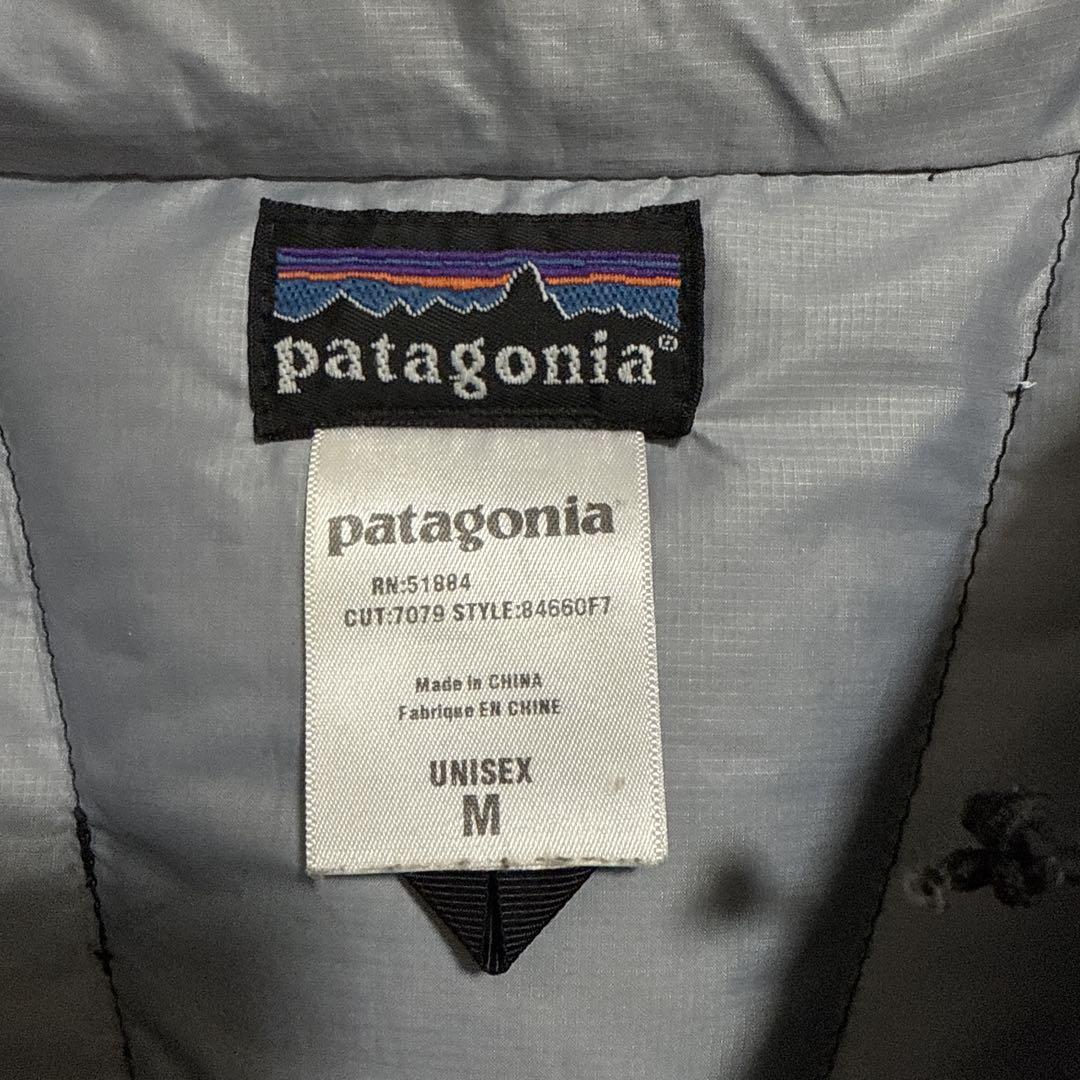 patagonia®
patagonia
RN:51884
CUT:7079 STYLE:84660F7
Made in CHINA
Fabrique EN CHINE
UNISEX
M